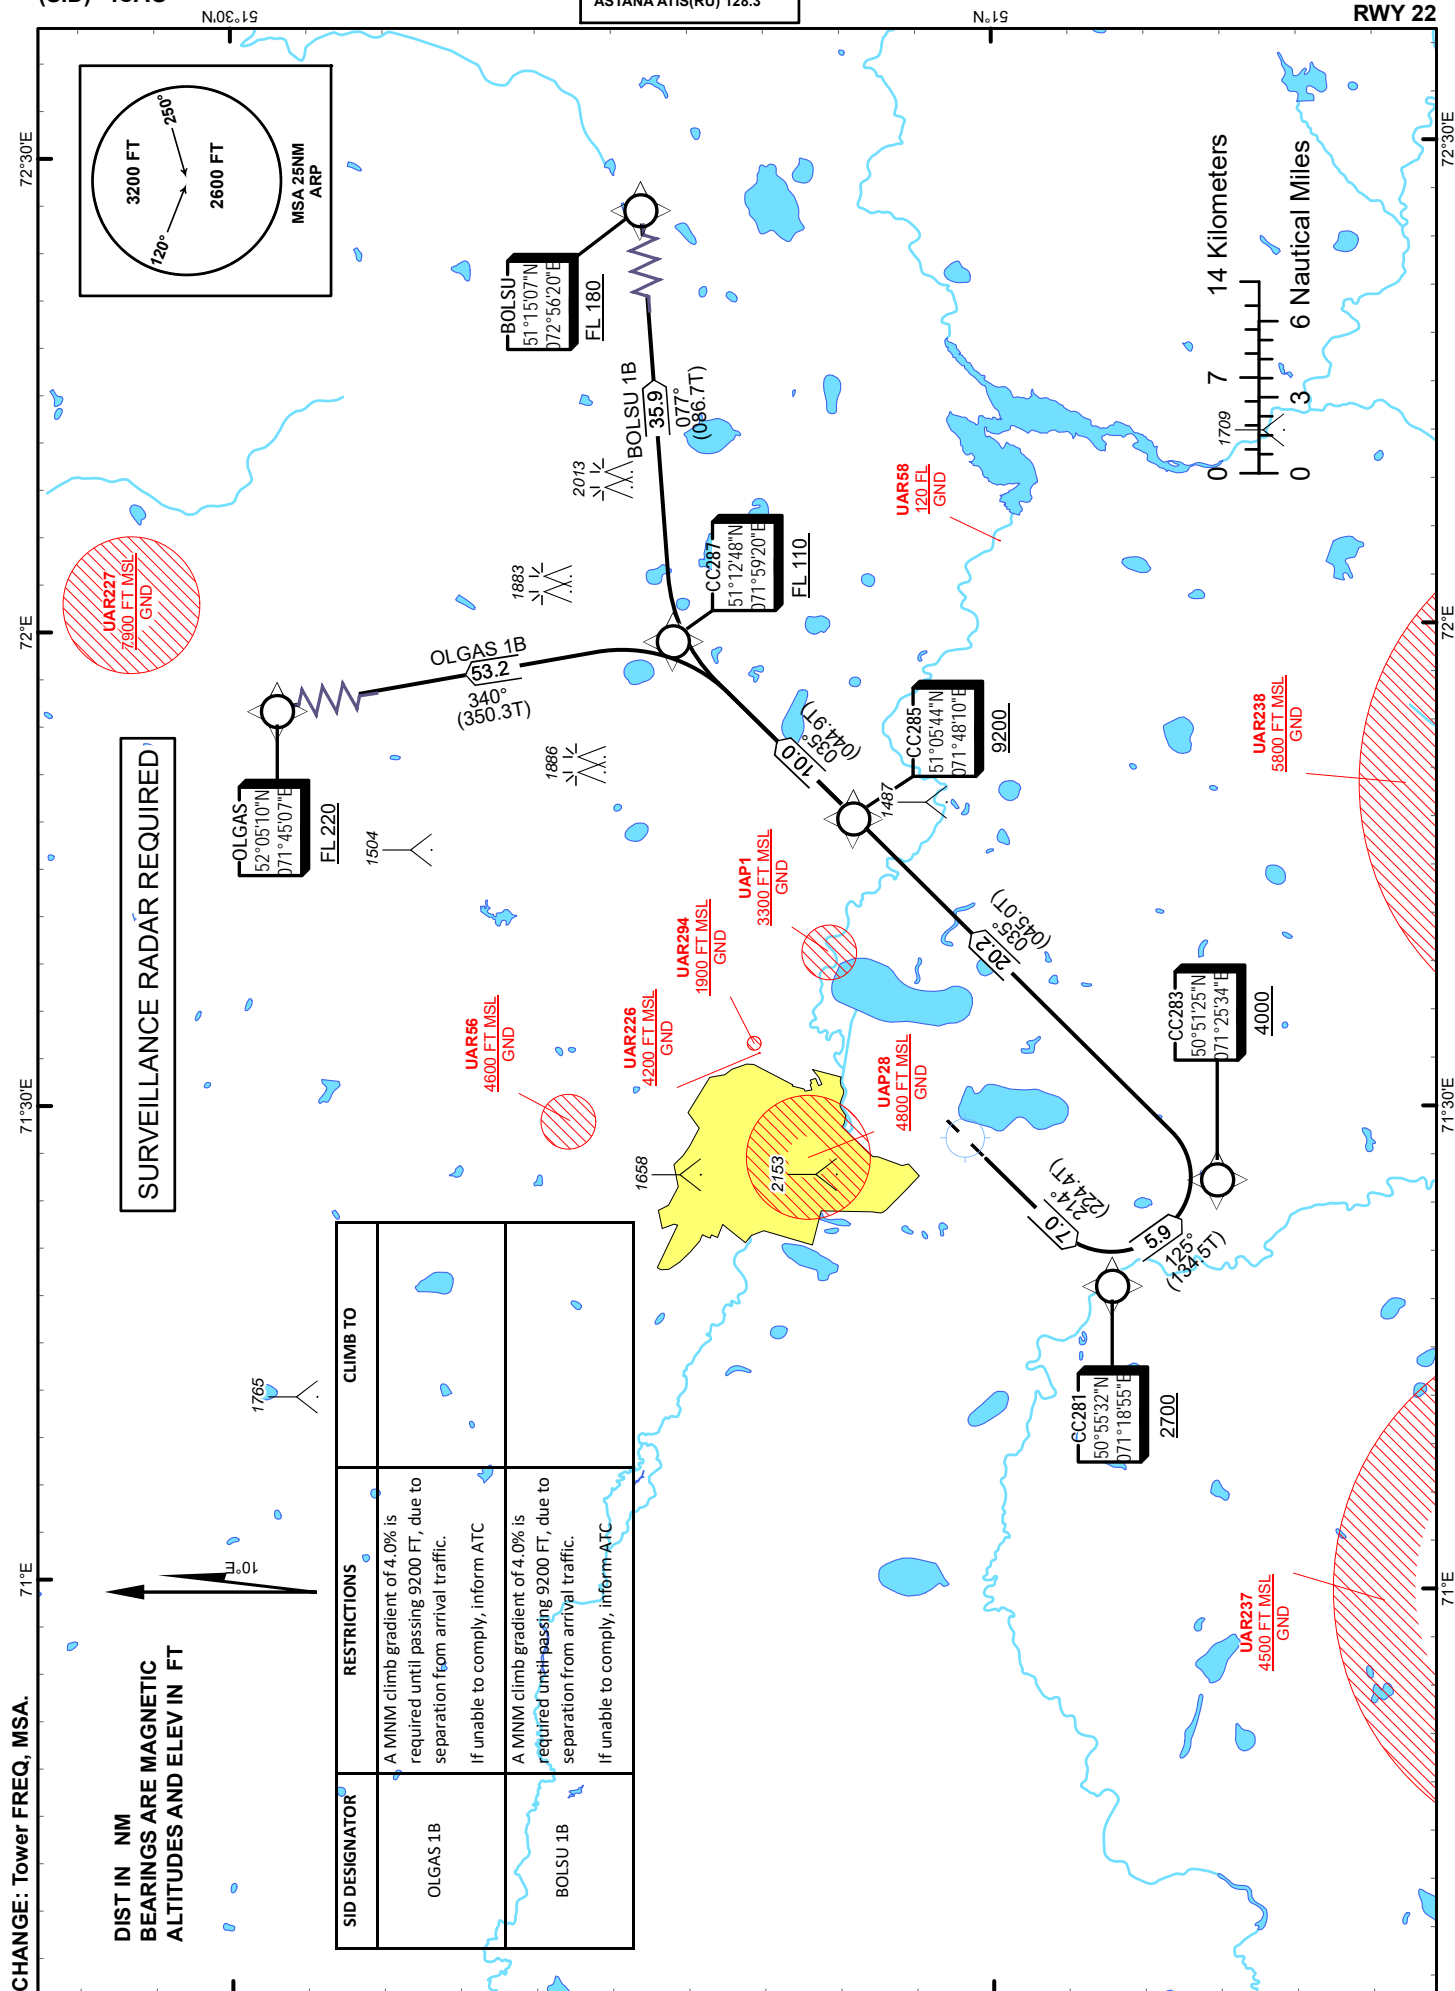 (SID) - ICAO
ASTANA ATIS(RU) 128.3
RWY 22
CHANGE: Tower FREQ, MSA.
DIST IN NM
BEARINGS ARE MAGNETIC
ALTITUDES AND ELEV IN FT
10°E
SURVEILLANCE RADAR REQUIRED
250°
3200 FT
120°
2600 FT
MSA 25NM
ARP
51°30'N
51°N
72°30'E
72°E
71°30'E
71°E
72°30'E
72°E
71°30'E
71°E
SID DESIGNATOR
RESTRICTIONS
CLIMB TO
OLGAS 1B
A MNM climb gradient of 4.0% is
required until passing 9200 FT, due to
separation from arrival traffic.
If unable to comply, inform ATC
BOLSU 1B
A MNM climb gradient of 4.0% is
required until passing 9200 FT, due to
separation from arrival traffic.
If unable to comply, inform ATC
OLGAS
52°05'10"N
071°45'07"E
FL 220
BOLSU
51°15'07"N
072°56'20"E
FL 180
CC287
51°12'48"N
071°59'20"E
FL 110
CC285
51°05'44"N
071°48'10"E
9200
CC283
50°51'25"N
071°25'34"E
4000
CC281
50°55'32"N
071°18'55"E
2700
OLGAS 1B
53.2
340°
(350.3T)
BOLSU 1B
35.9
077°
(086.7T)
10.0
035°
(044.9T)
20.2
035°
(045.0T)
7.0
214°
(224.4T)
5.9
125°
(134.5T)
UAR227
7900 FT MSL
GND
UAR56
4600 FT MSL
GND
UAR226
4200 FT MSL
GND
UAR294
1900 FT MSL
GND
UAP1
3300 FT MSL
GND
UAP28
4800 FT MSL
GND
UAR58
120 FL
GND
UAR238
5800 FT MSL
GND
UAR237
4500 FT MSL
GND
1765
1504
1886
1883
2013
1658
2153
1487
1709
0 7 14 Kilometers
0 3 6 Nautical Miles